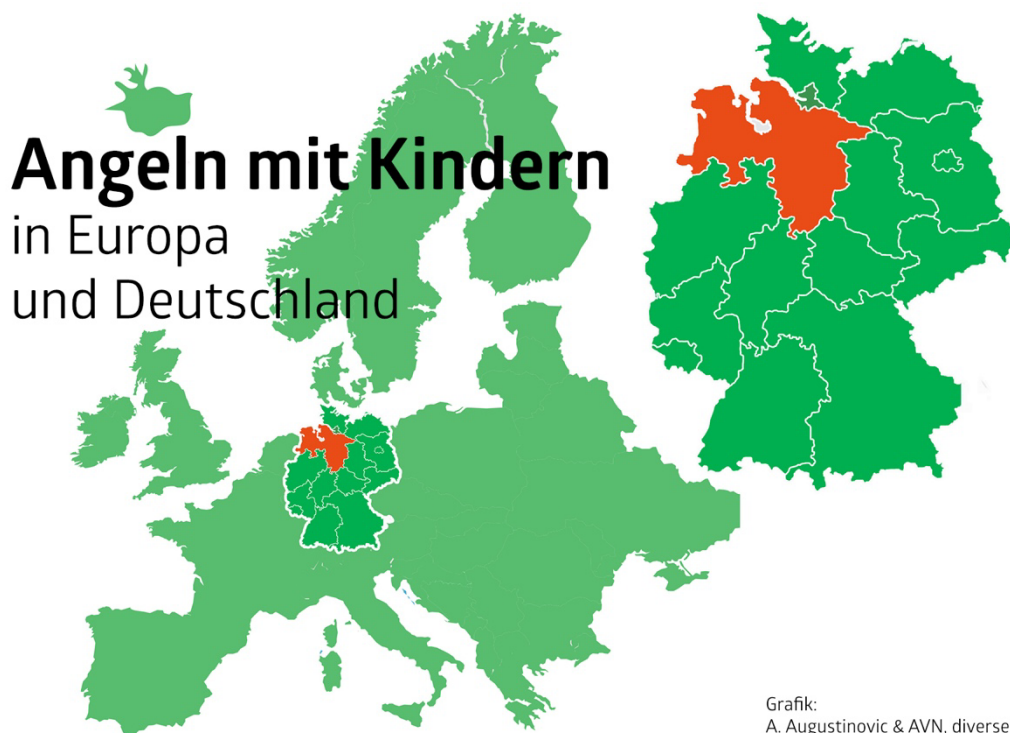 Angeln mit Kindern
in Europa
und Deutschland
Grafik:
A. Augustinovic & AVN, diverse